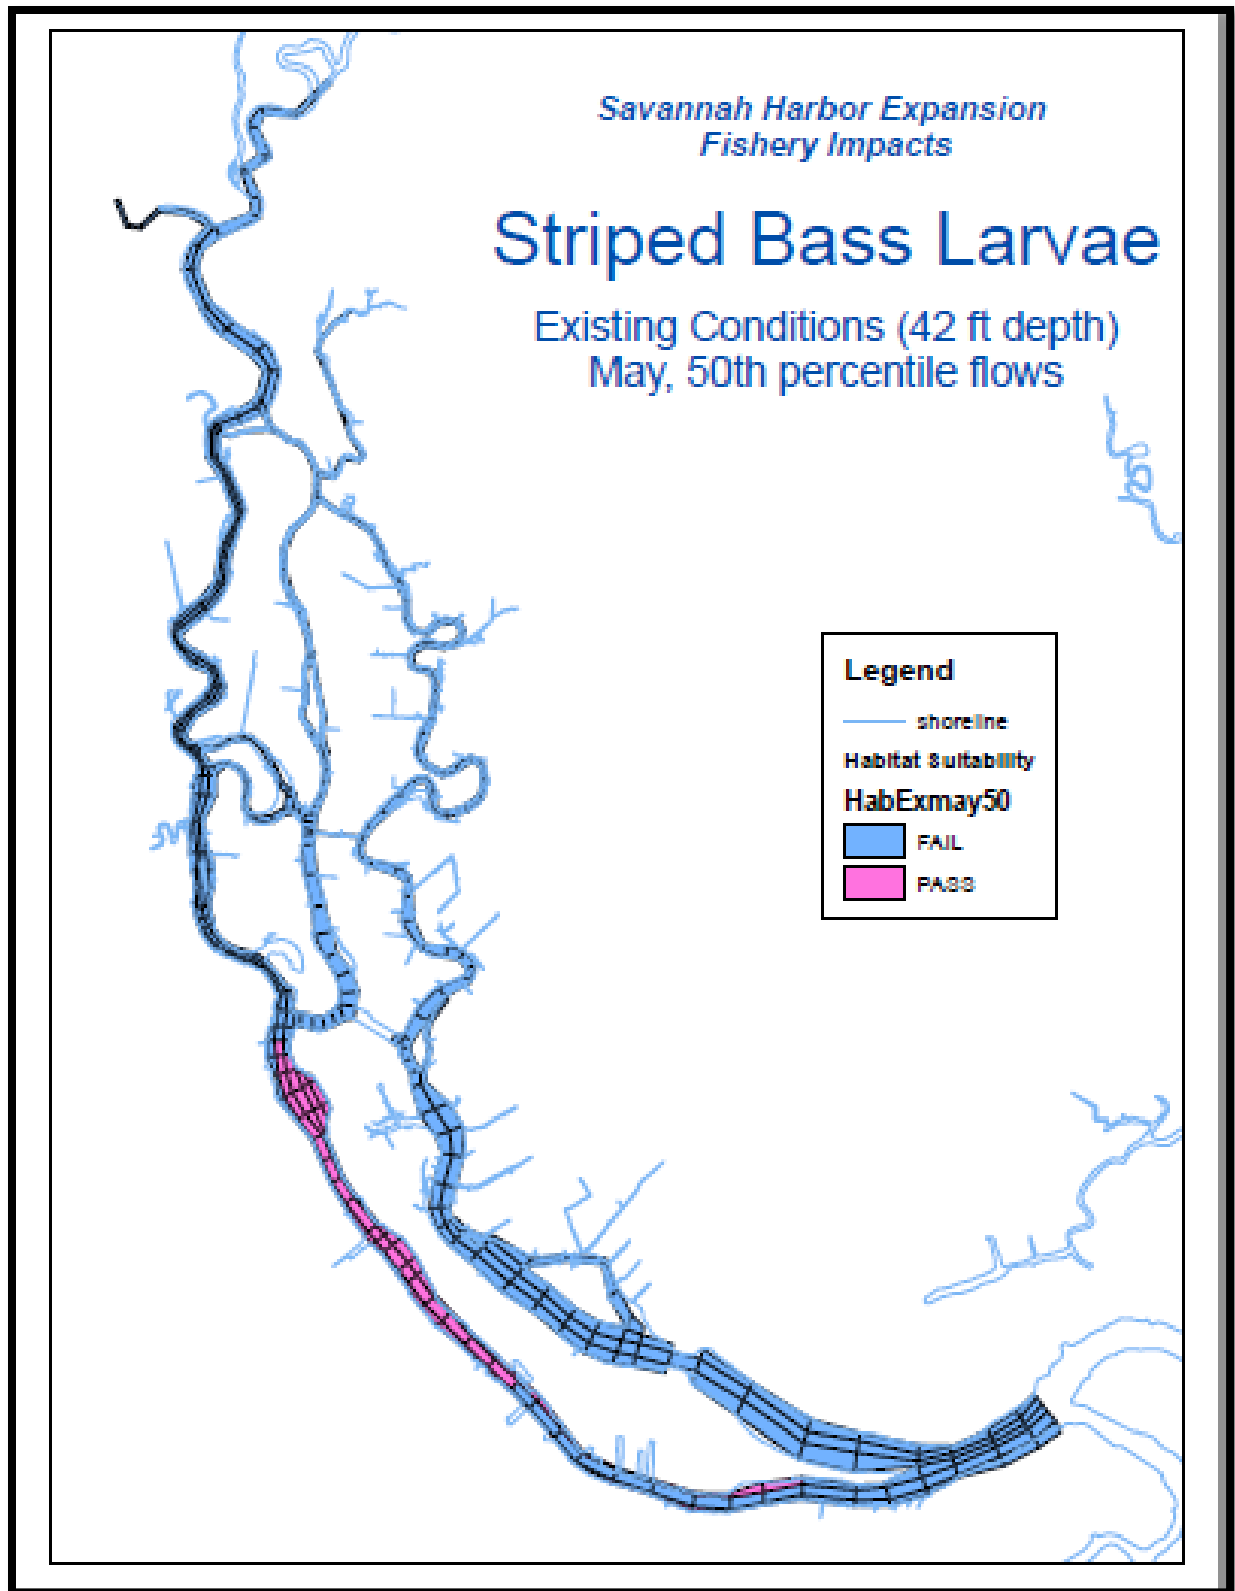 Savannah Harbor Expansion
Fishery Impacts
Striped Bass Larvae
Existing Conditions (42 ft depth)
May, 50th percentile flows
Legend
shoreline
Habitat Suitability
HabExmay50
FAIL
PASS